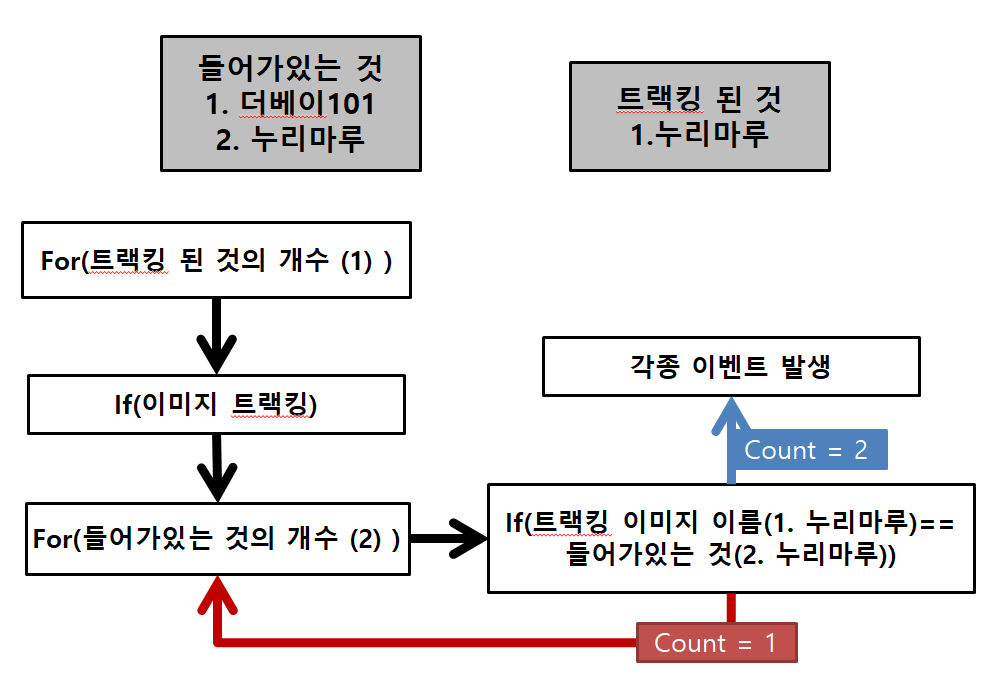 들어가있는 것
1. 더베이101
2. 누리마루
트랙킹 된 것
1.누리마루
For(트랙킹 된 것의 개수 (1) )
If(이미지 트랙킹)
For(들어가있는 것의 개수 (2) )
각종 이벤트 발생
Count = 2
If(트랙킹 이미지 이름(1. 누리마루)==
들어가있는 것(2. 누리마루))
Count = 1